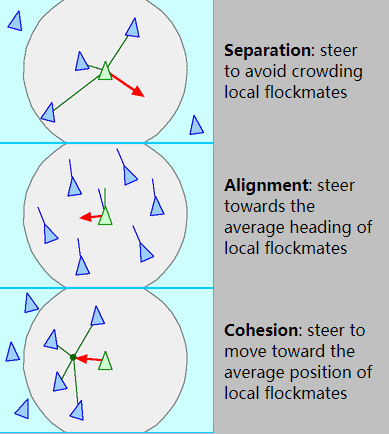 Separation: steer
to avoid crowding
local flockmates
Alignment: steer
towards the
average heading of
local flockmates
Cohesion: steer to
move toward the
average position of
local flockmates